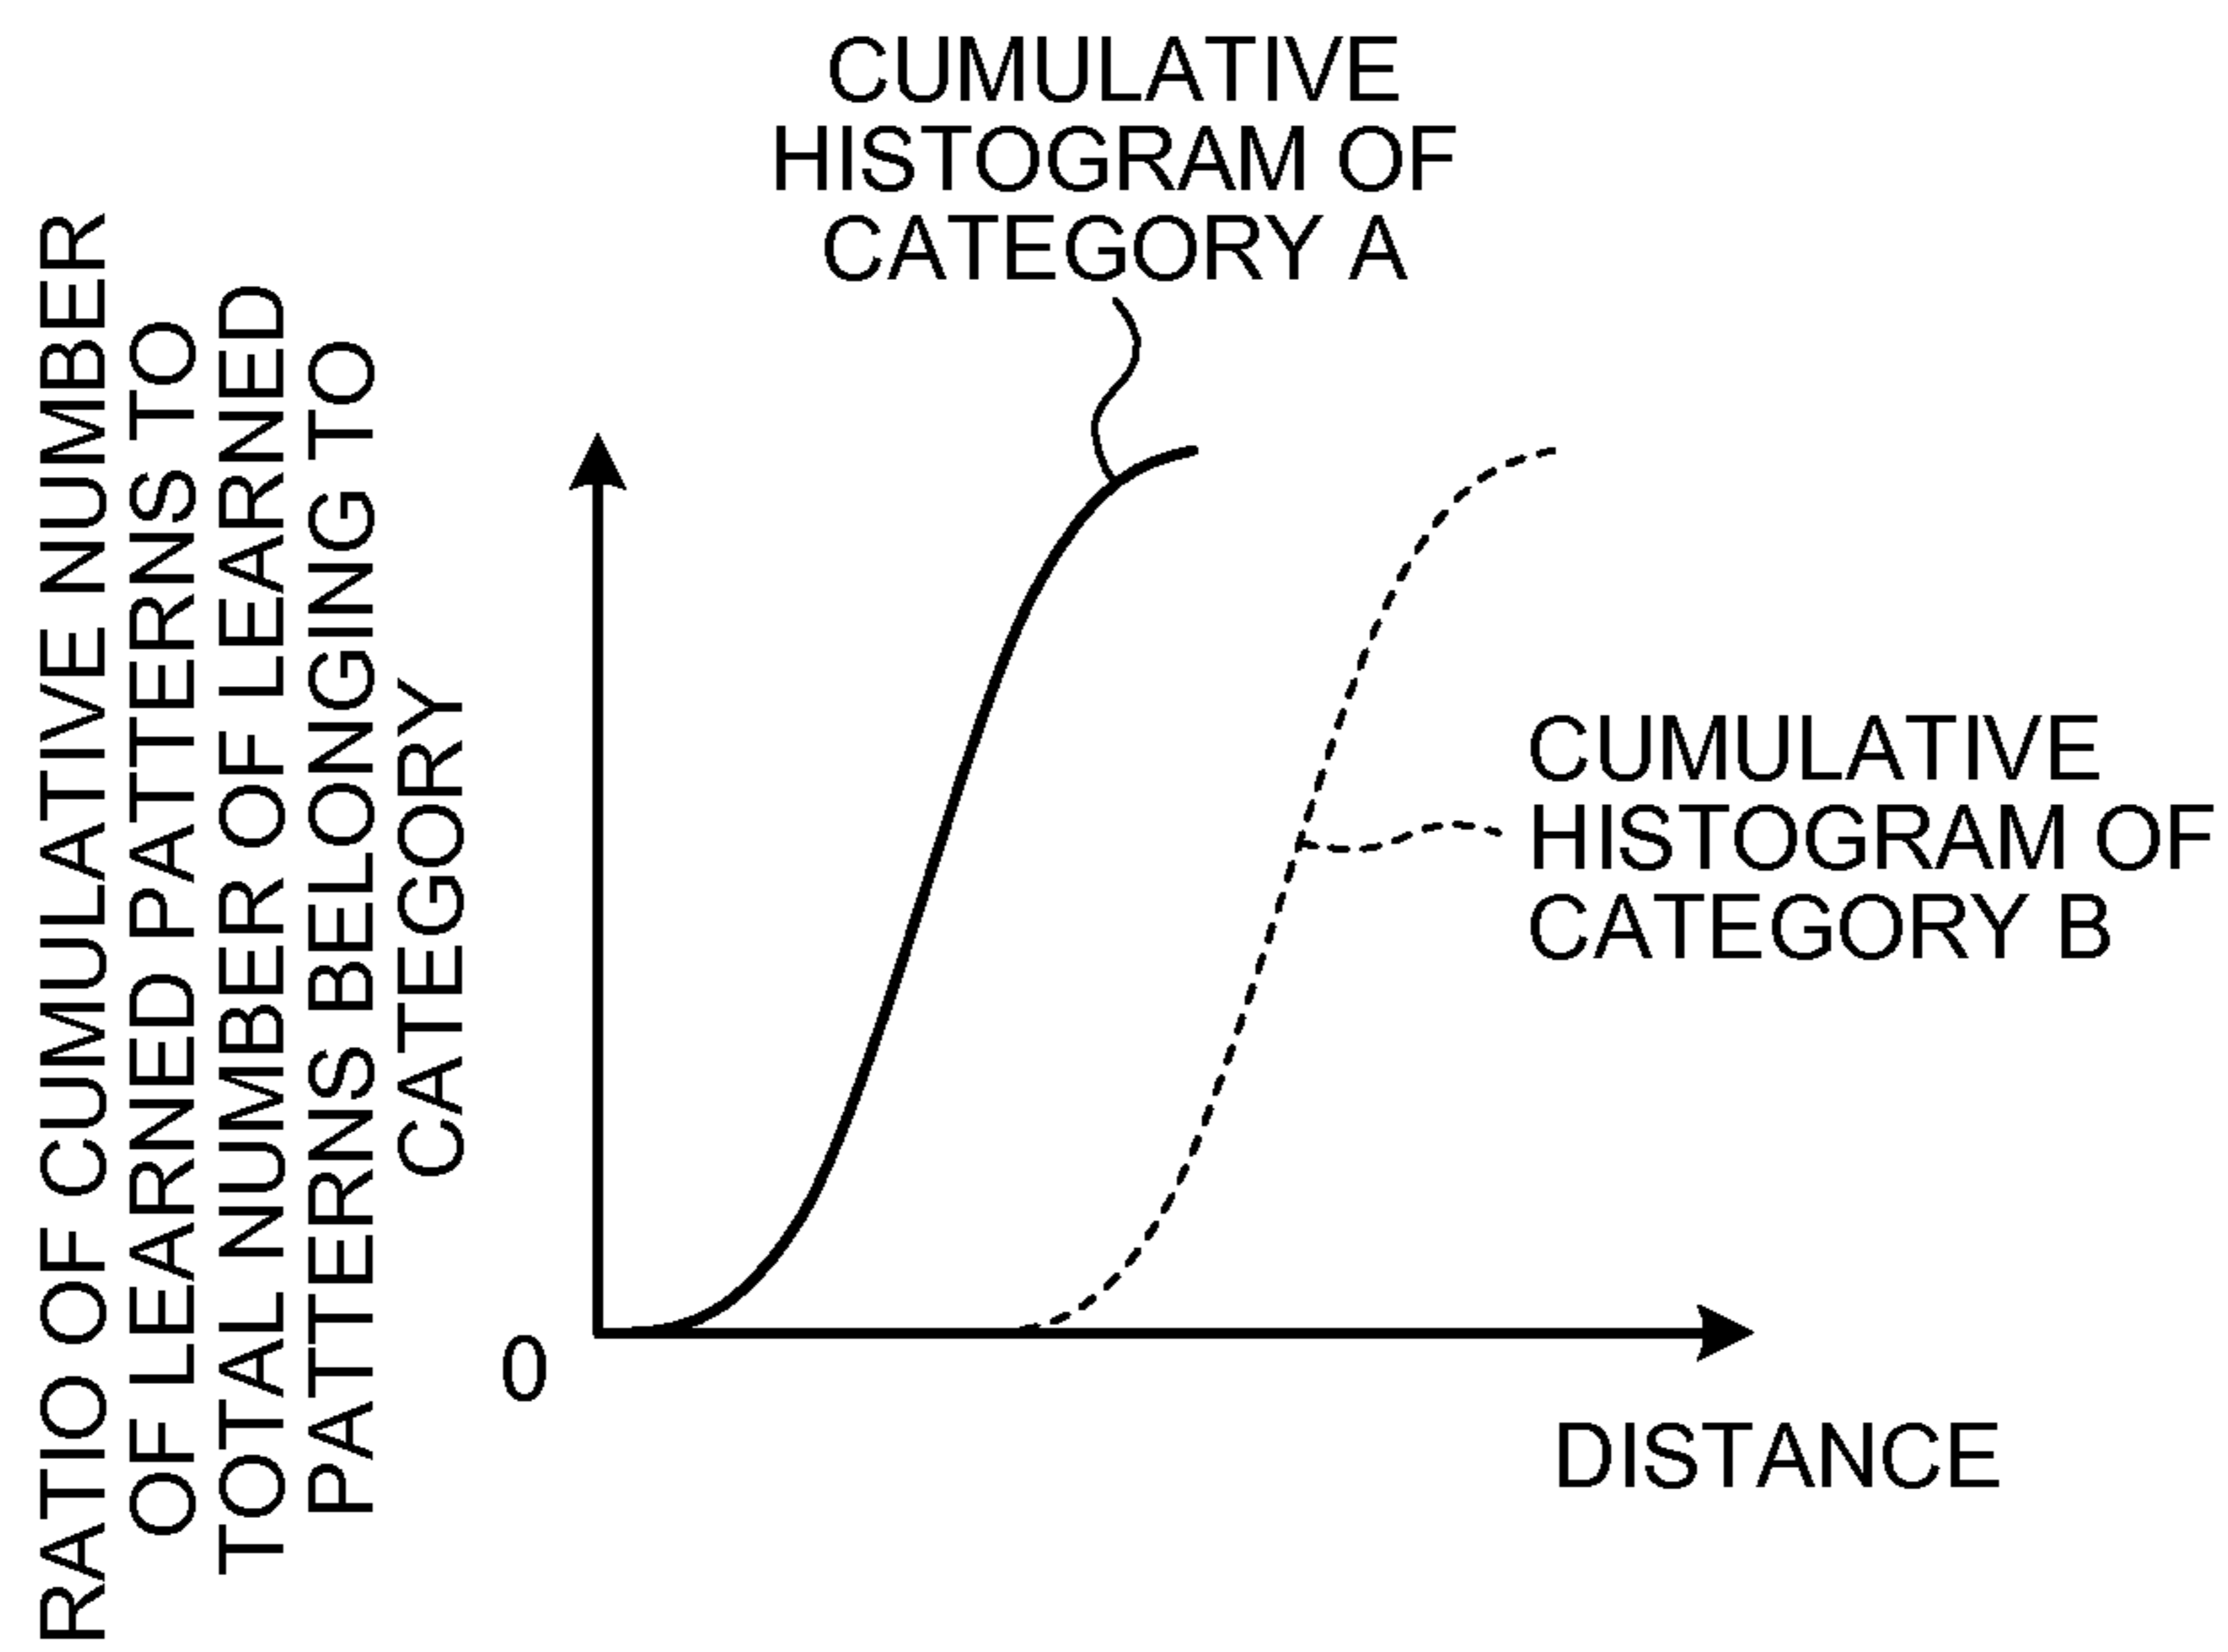 CUMULATIVE
HISTOGRAM OF
CATEGORY A
RATIO OF CUMULATIVE NUMBER
OF LEARNED PATTERNS TO
TOTAL NUMBER OF LEARNED
PATTERNS BELONGING TO
CATEGORY
CUMULATIVE
HISTOGRAM OF
CATEGORY B
0
DISTANCE